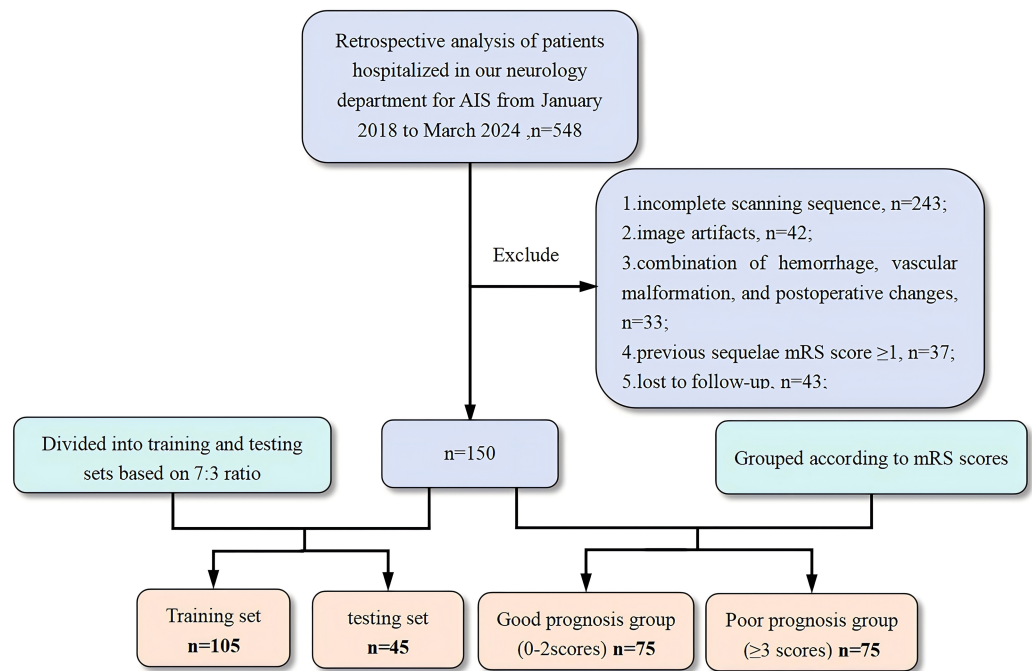 Retrospective analysis of patients
hospitalized in our neurology
department for AIS from January
2018 to March 2024 ,n=548
Exclude
1.incomplete scanning sequence, n=243;
2.image artifacts, n=42;
3.combination of hemorrhage, vascular
malformation, and postoperative changes,
n=33;
4.previous sequelae mRS score ≥1, n=37;
5.lost to follow-up, n=43;
Divided into training and testing
sets based on 7:3 ratio
n=150
Grouped according to mRS scores
Training set
n=105
testing set
n=45
Good prognosis group
(0-2scores) n=75
Poor prognosis group
(≥3 scores) n=75